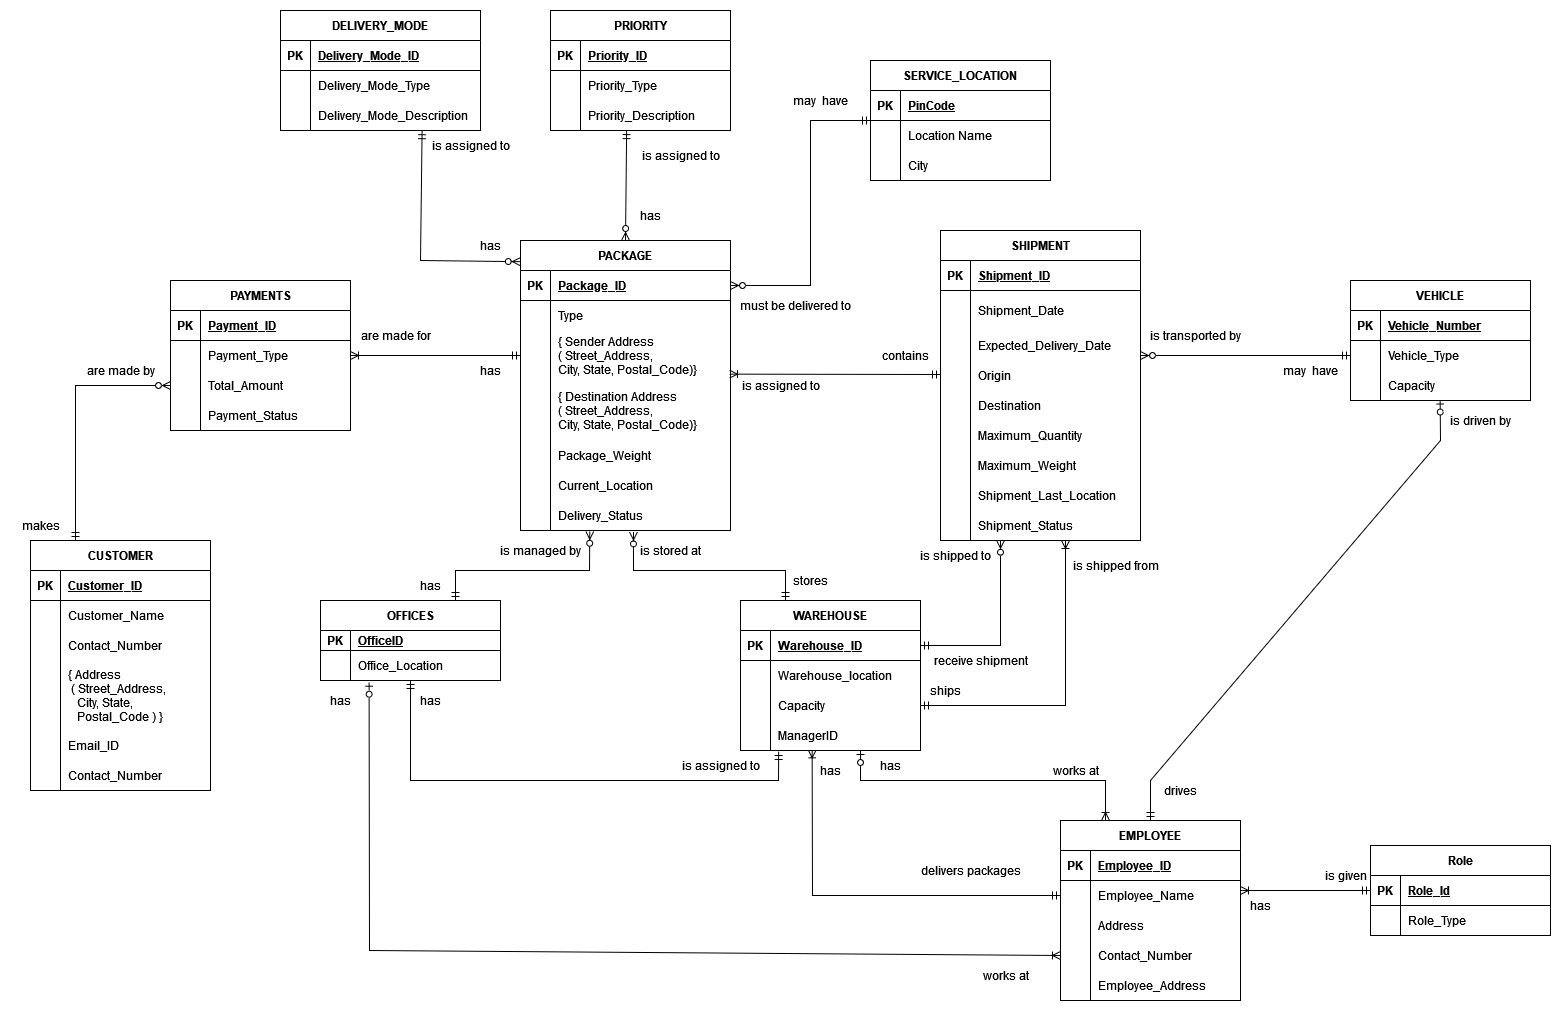 DELIVERY_MODE
PK Delivery_Mode_ID
Delivery_Mode_Type
Delivery_Mode_Description
is assigned to
has
PRIORITY
PK Priority_ID
Priority_Type
Priority_Description
is assigned to
has
SERVICE_LOCATION
PK PinCode
Location Name
City
may have
must be delivered to
PACKAGE
PK Package_ID
Type
{ Sender Address
( Street_Address,
City, State, Postal_Code)}
{ Destination Address
( Street_Address,
City, State, Postal_Code)}
Package_Weight
Current_Location
Delivery_Status
SHIPMENT
PK Shipment_ID
Shipment_Date
Expected_Delivery_Date
Origin
Destination
Maximum_Quantity
Maximum_Weight
Shipment_Last_Location
Shipment_Status
contains
is assigned to
VEHICLE
PK Vehicle_Number
Vehicle_Type
Capacity
is transported by
may have
is driven by
PAYMENTS
PK Payment_ID
Payment_Type
Total_Amount
Payment_Status
are made for
has
are made by
makes
CUSTOMER
PK Customer_ID
Customer_Name
Contact_Number
{ Address
( Street_Address,
City, State,
Postal_Code ) }
Email_ID
Contact_Number
is managed by
has
is stored at
stores
OFFICES
PK OfficeID
Office_Location
has
has
is assigned to
WAREHOUSE
PK Warehouse_ID
Warehouse_location
Capacity
ManagerID
is shipped to
is shipped from
receive shipment
ships
has
has
works at
drives
delivers packages
works at
EMPLOYEE
PK Employee_ID
Employee_Name
Address
Contact_Number
Employee_Address
is given
has
Role
PK Role_Id
Role_Type